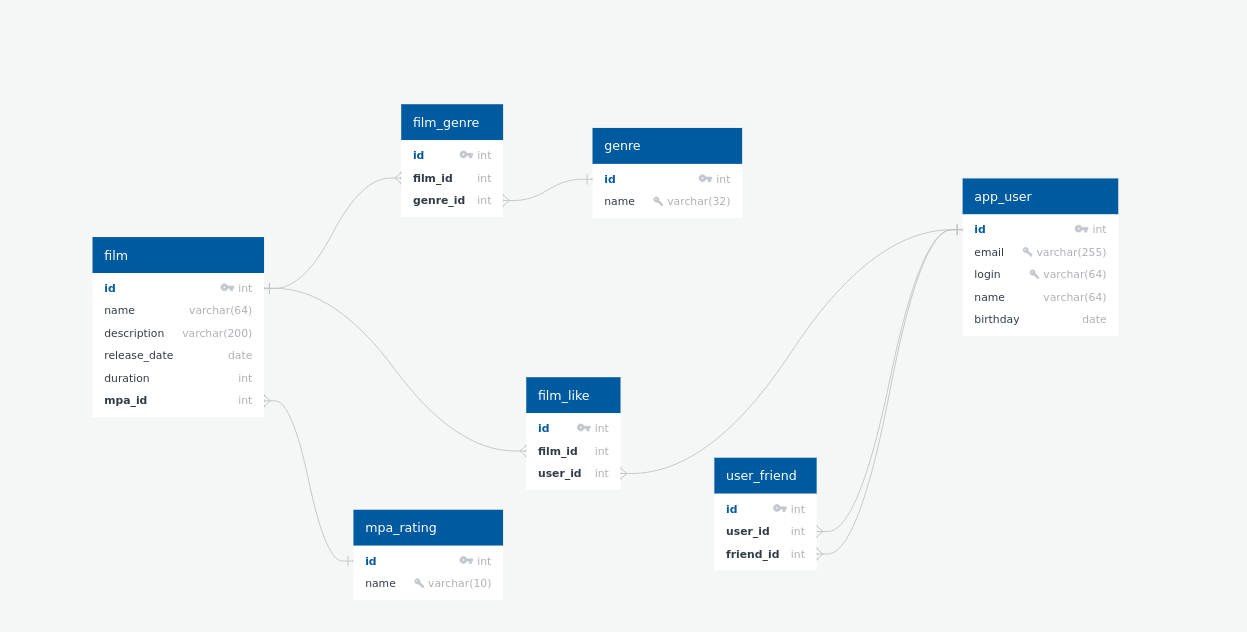 film_genre
id int
film_id int
genre_id int
genre
id int
name varchar(32)
app_user
id int
email varchar(255)
login varchar(64)
name varchar(64)
birthday date
film
id int
name varchar(64)
description varchar(200)
release_date date
duration int
mpa_id int
film_like
id int
film_id int
user_id int
user_friend
id int
user_id int
friend_id int
mpa_rating
id int
name varchar(10)